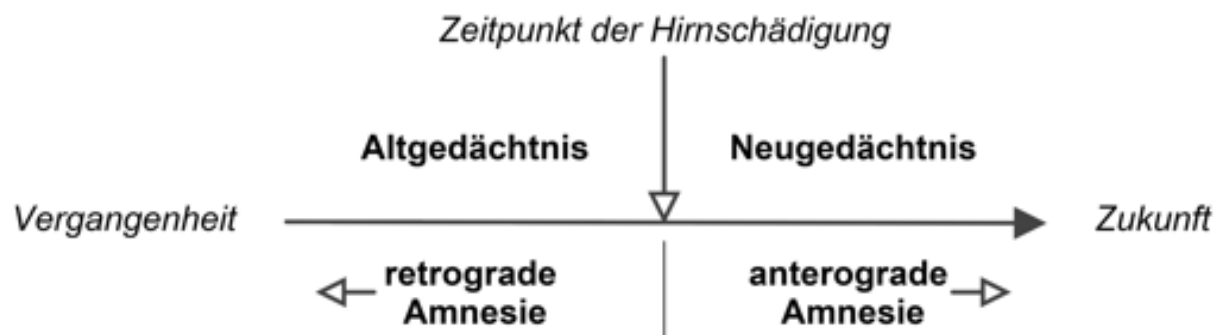 Zeitpunkt der Hirnschädigung
Altgedächtnis Neugedächtnis
Vergangenheit Zukunft
retrograde anterograde
Amnesie Amnesie